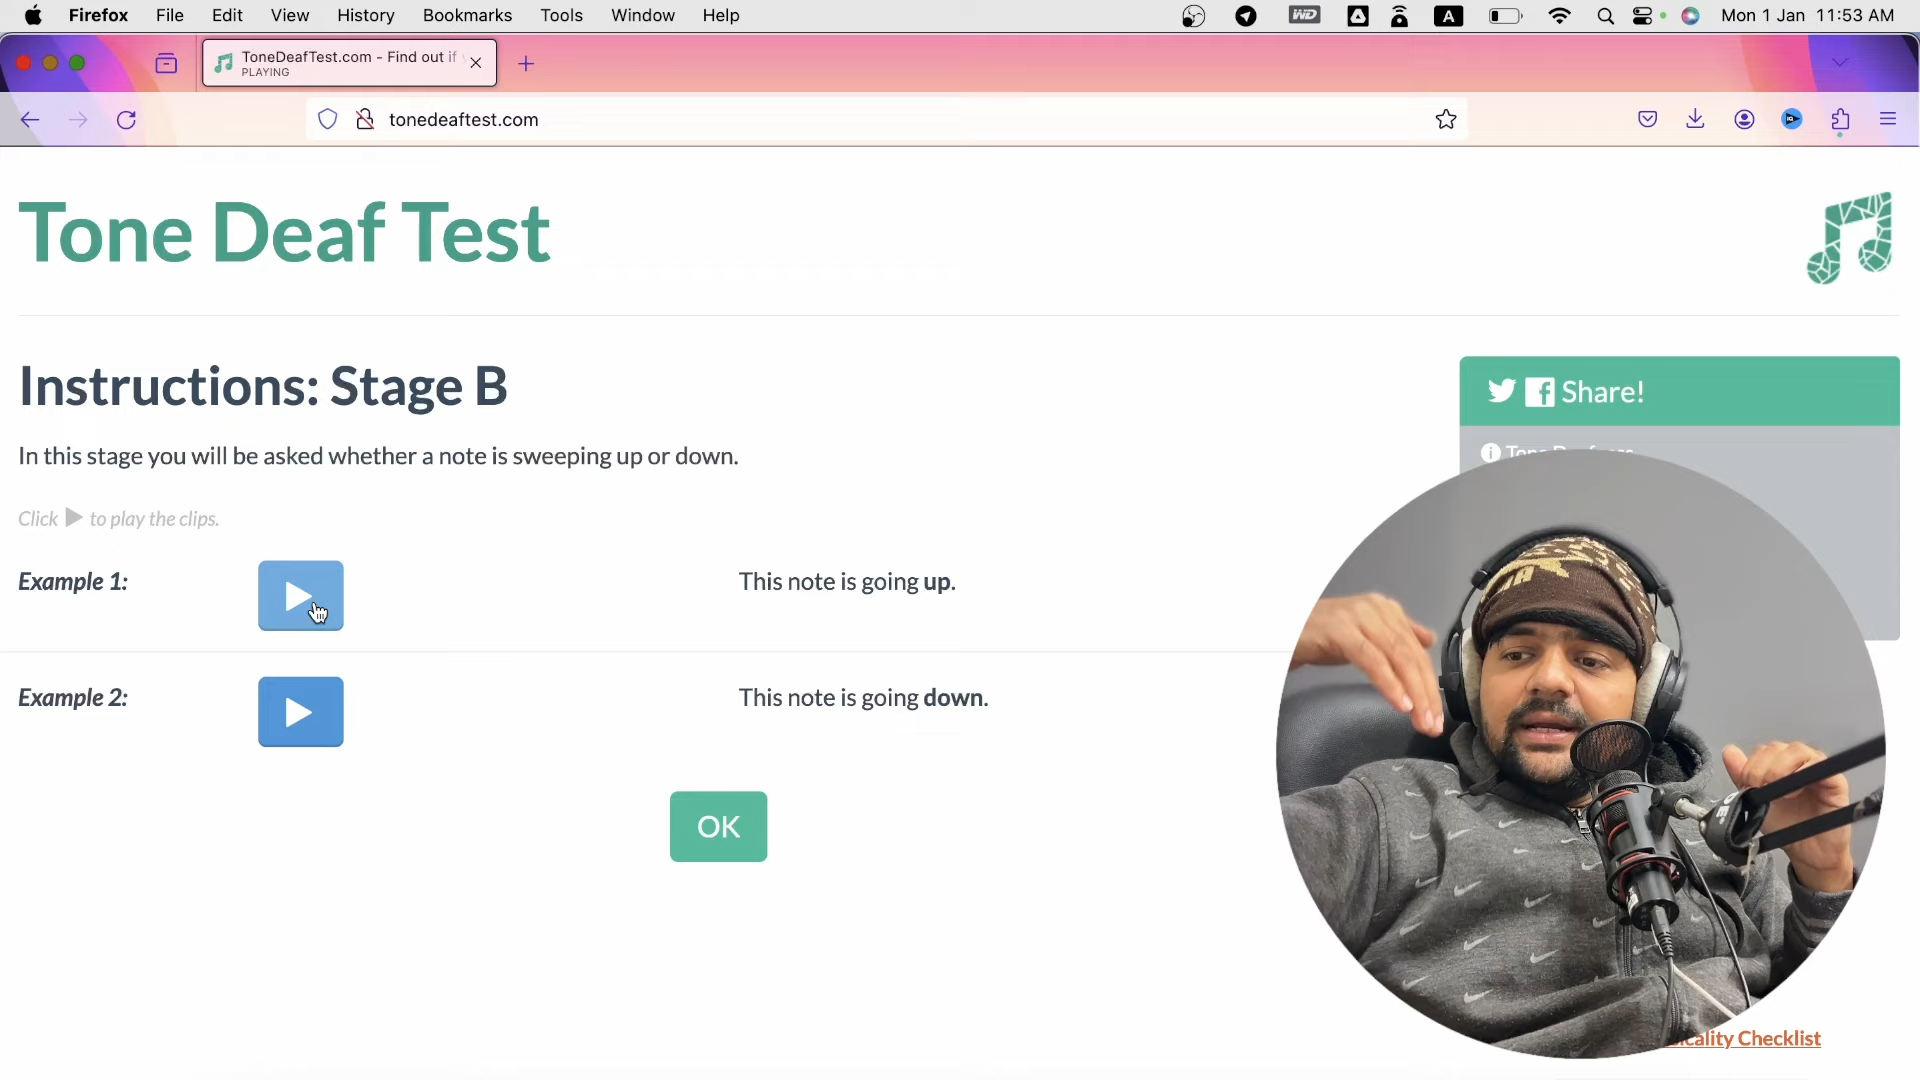 Firefox File Edit View History Bookmarks Tools Window Help WD A Mon 1 Jan 11:53 AM
ToneDeafTest.com - Find out if
PLAYING
tonedeaftest.com
Tone Deaf Test
Instructions: Stage B
Share!
In this stage you will be asked whether a note is sweeping up or down.
Click ▶ to play the clips.
Example 1: This note is going up.
Example 2: This note is going down.
OK
Checklist